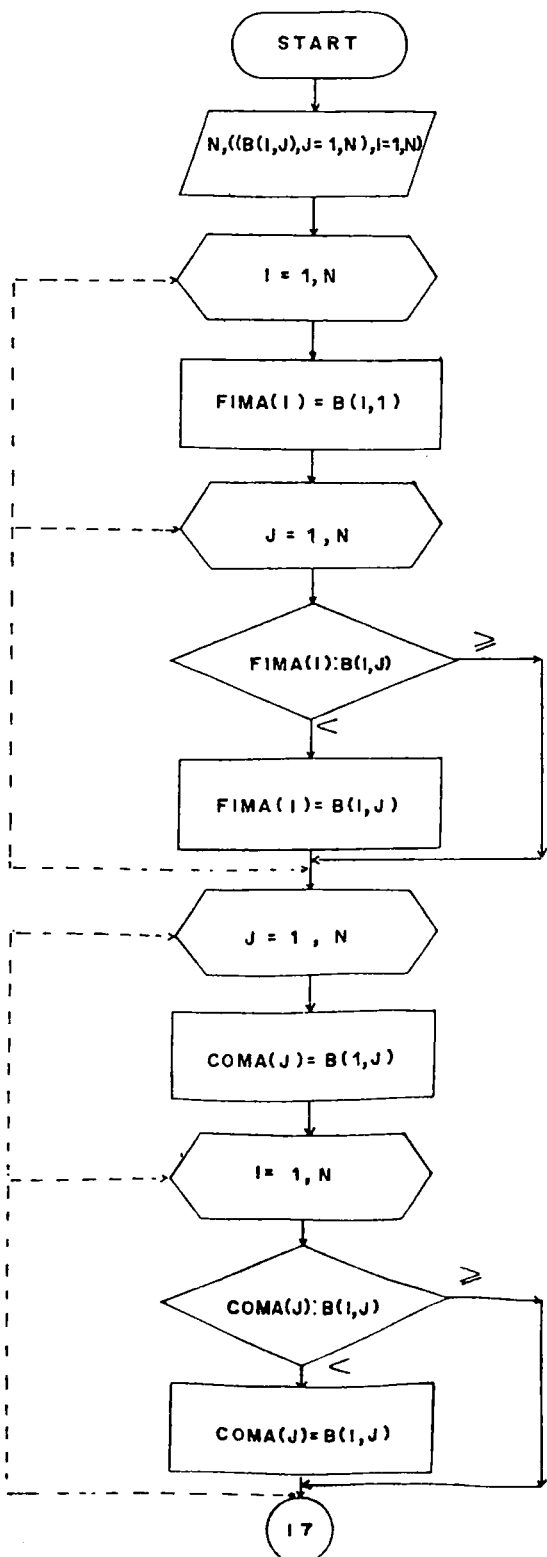 START
N,((B(I,J),J=1,N),I=1,N)
I = 1, N
FIMA(I) = B(I,1)
J = 1, N
≥
FIMA(I):B(I,J)
<
FIMA(I)=B(I,J)
J = 1, N
COMA(J)=B(1,J)
I= 1, N
≥
COMA(J):B(I,J)
<
COMA(J)=B(I,J)
17